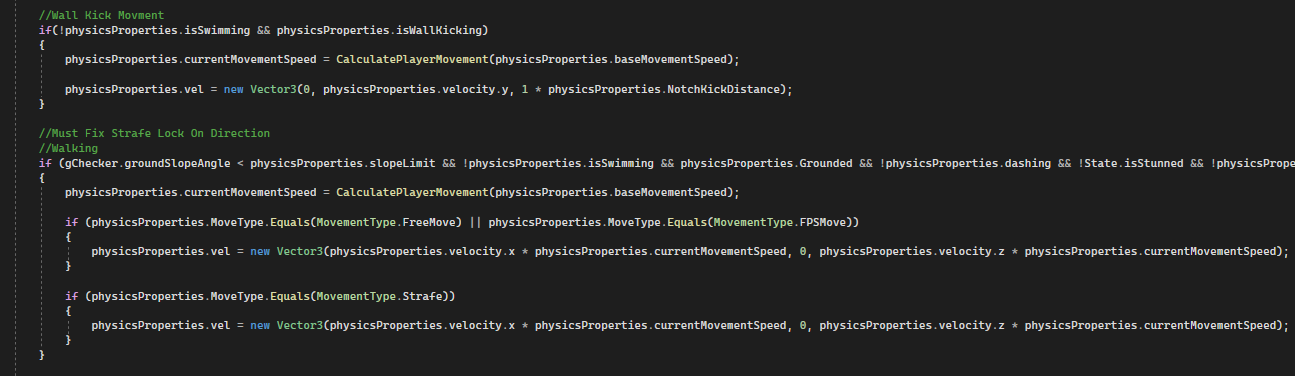 //Wall Kick Movment
if(!physicsProperties.isSwimming && physicsProperties.isWallKicking)
{
physicsProperties.currentMovementSpeed = CalculatePlayerMovement(physicsProperties.baseMovementSpeed);
physicsProperties.vel = new Vector3(0, physicsProperties.velocity.y, 1 * physicsProperties.NotchKickDistance);
}
//Must Fix Strafe Lock On Direction
//Walking
if (gChecker.groundSlopeAngle < physicsProperties.slopeLimit && !physicsProperties.isSwimming && physicsProperties.Grounded && !physicsProperties.dashing && !State.isStunned && !physicsPrope
{
physicsProperties.currentMovementSpeed = CalculatePlayerMovement(physicsProperties.baseMovementSpeed);
if (physicsProperties.MoveType.Equals(MovementType.FreeMove) || physicsProperties.MoveType.Equals(MovementType.FPSMove))
{
physicsProperties.vel = new Vector3(physicsProperties.velocity.x * physicsProperties.currentMovementSpeed, 0, physicsProperties.velocity.z * physicsProperties.currentMovementSpeed);
}
if (physicsProperties.MoveType.Equals(MovementType.Strafe))
{
physicsProperties.vel = new Vector3(physicsProperties.velocity.x * physicsProperties.currentMovementSpeed, 0, physicsProperties.velocity.z * physicsProperties.currentMovementSpeed);
}
}